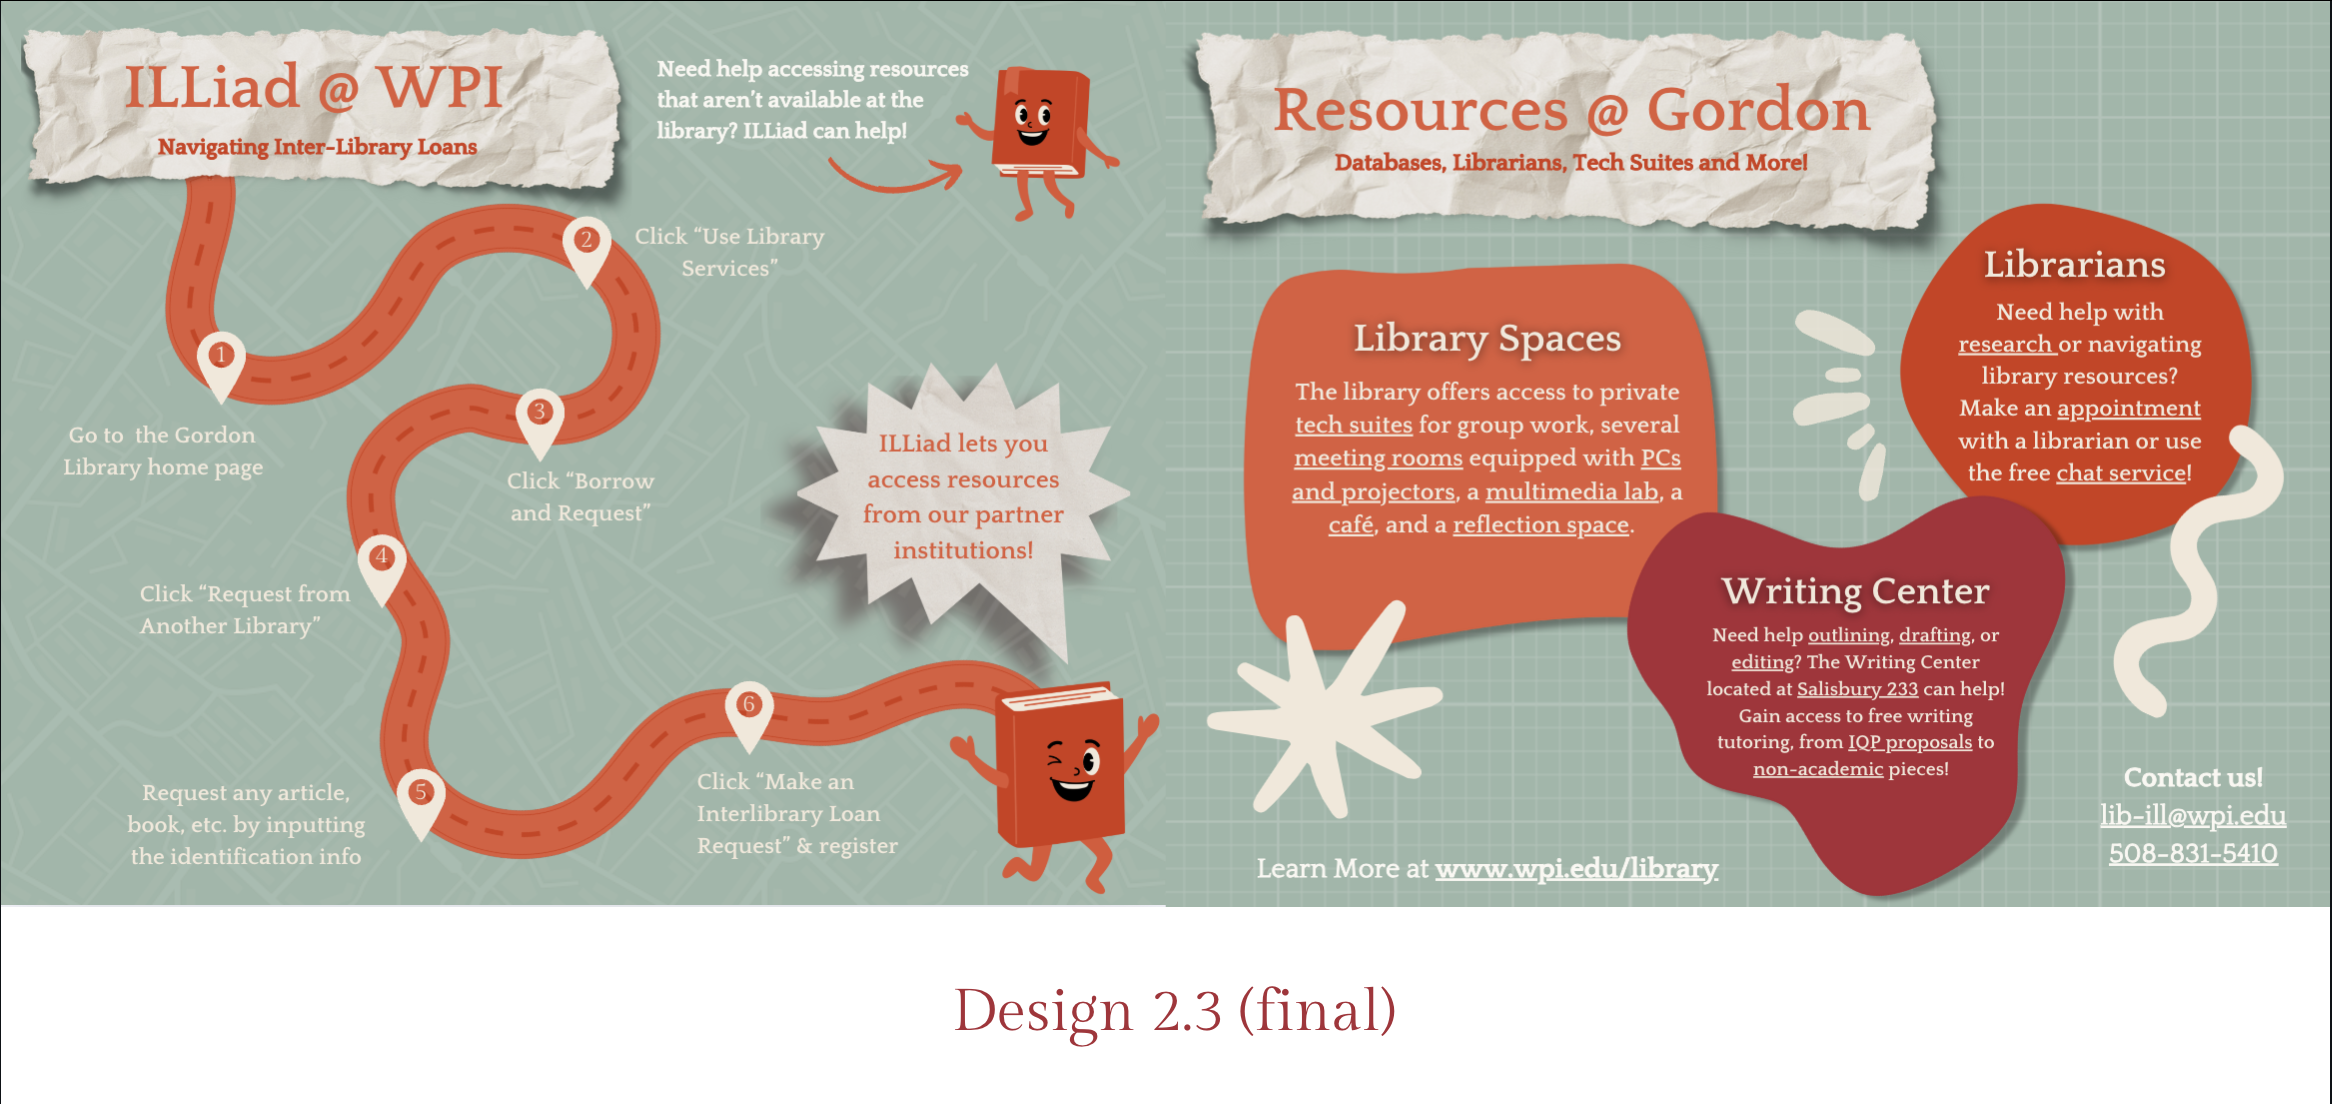 ILLiad @ WPI
Navigating Inter-Library Loans
Need help accessing resources
that aren't available at the
library? ILLiad can help!
1
Go to the Gordon
Library home page
2
Click “Use Library
Services”
3
Click “Borrow
and Request”
4
Click “Request from
Another Library”
5
Request any article,
book, etc. by inputting
the identification info
6
Click “Make an
Interlibrary Loan
Request” & register
ILLiad lets you
access resources
from our partner
institutions!
Resources @ Gordon
Databases, Librarians, Tech Suites and More!
Library Spaces
The library offers access to private
tech suites for group work, several
meeting rooms equipped with PCs
and projectors, a multimedia lab, a
café, and a reflection space.
Librarians
Need help with
research or navigating
library resources?
Make an appointment
with a librarian or use
the free chat service!
Writing Center
Need help outlining, drafting, or
editing? The Writing Center
located at Salisbury 233 can help!
Gain access to free writing
tutoring, from IQP proposals to
non-academic pieces!
Contact us!
lib-ill@wpi.edu
508-831-5410
Learn More at www.wpi.edu/library
Design 2.3 (final)